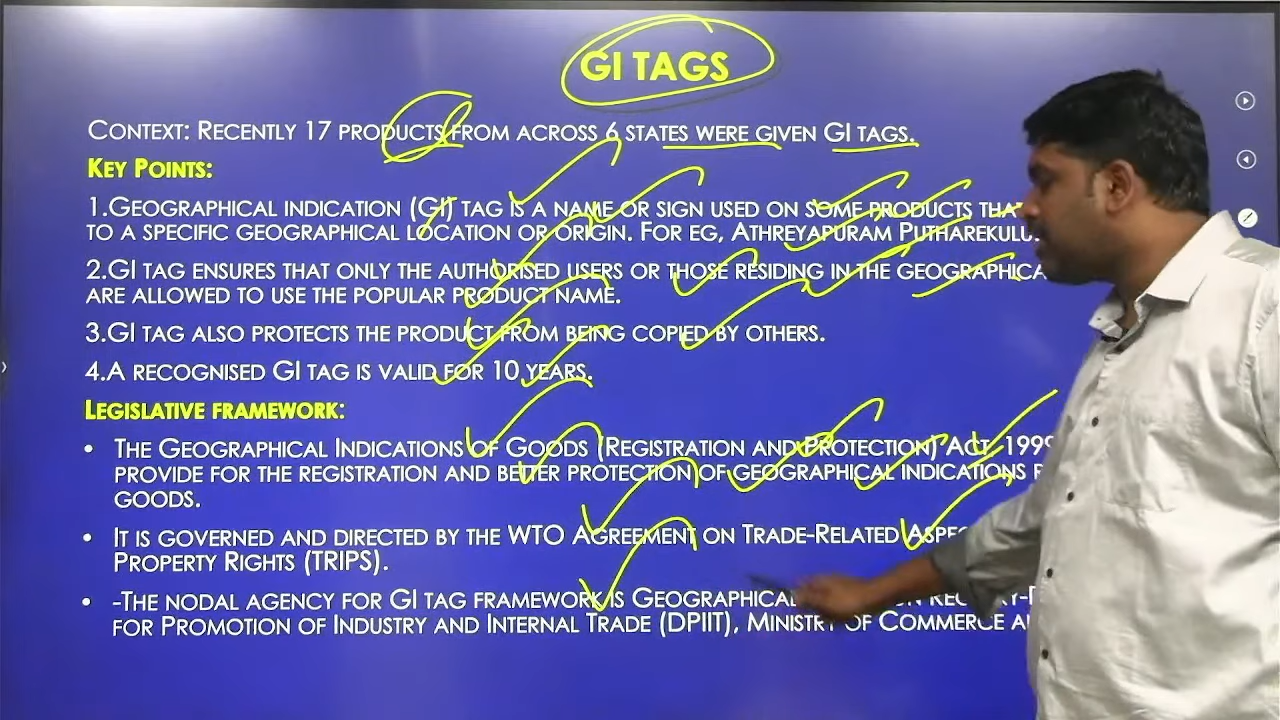 GI TAGS
CONTEXT: RECENTLY 17 PRODUCTS FROM ACROSS 6 STATES WERE GIVEN GI TAGS.
KEY POINTS:
1.GEOGRAPHICAL INDICATION (GI) TAG IS A NAME OR SIGN USED ON SOME PRODUCTS
TO A SPECIFIC GEOGRAPHICAL LOCATION OR ORIGIN. FOR EG, ATHREYAPURAM PUTHAREKULU.
2.GI TAG ENSURES THAT ONLY THE AUTHORISED USERS OR THOSE RESIDING IN THE
ARE ALLOWED TO USE THE POPULAR PRODUCT NAME.
3.GI TAG ALSO PROTECTS THE PRODUCT FROM BEING COPIED BY OTHERS.
4.A RECOGNISED GI TAG IS VALID FOR 10 YEARS.
LEGISLATIVE FRAMEWORK:
• THE GEOGRAPHICAL INDICATIONS OF GOODS (REGISTRATION AND PROTECTION) ACT, 1999
PROVIDE FOR THE REGISTRATION AND BETTER PROTECTION OF GEOGRAPHICAL INDICATIONS
GOODS.
• IT IS GOVERNED AND DIRECTED BY THE WTO AGREEMENT ON TRADE-RELATED
PROPERTY RIGHTS (TRIPS).
• -THE NODAL AGENCY FOR GI TAG FRAMEWORK IS GEOGRAPHICAL
FOR PROMOTION OF INDUSTRY AND INTERNAL TRADE (DPIIT), MINISTRY OF COMMERCE